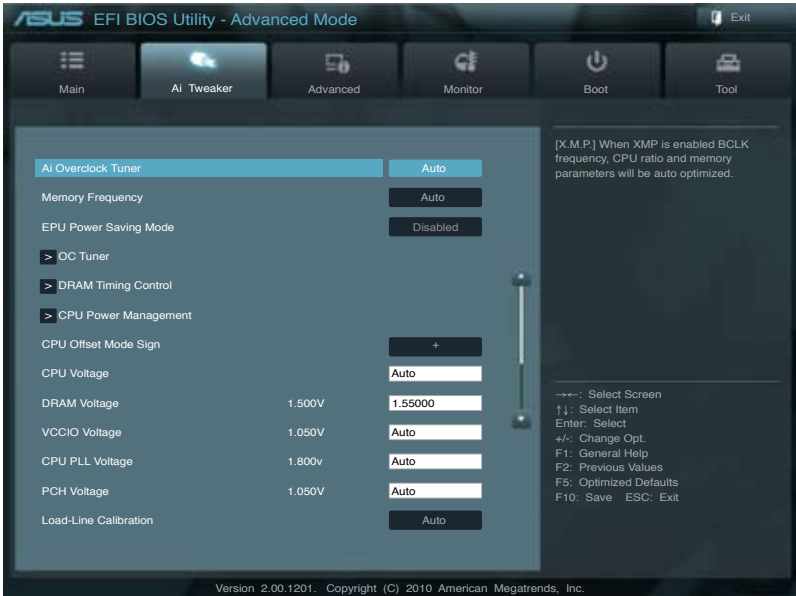 ASUS EFI BIOS Utility - Advanced Mode
Exit
Main
Ai Tweaker
Advanced
Monitor
Boot
Tool
Ai Overclock Tuner Auto
Memory Frequency Auto
EPU Power Saving Mode Disabled
> OC Tuner
> DRAM Timing Control
> CPU Power Management
CPU Offset Mode Sign +
CPU Voltage Auto
DRAM Voltage 1.500V 1.55000
VCCIO Voltage 1.050V Auto
CPU PLL Voltage 1.800v Auto
PCH Voltage 1.050V Auto
Load-Line Calibration Auto
[X.M.P.] When XMP is enabled BCLK
frequency, CPU ratio and memory
parameters will be auto optimized.
→←: Select Screen
↑↓: Select Item
Enter: Select
+/-: Change Opt.
F1: General Help
F2: Previous Values
F5: Optimized Defaults
F10: Save ESC: Exit
Version 2.00.1201. Copyright (C) 2010 American Megatrends, Inc.